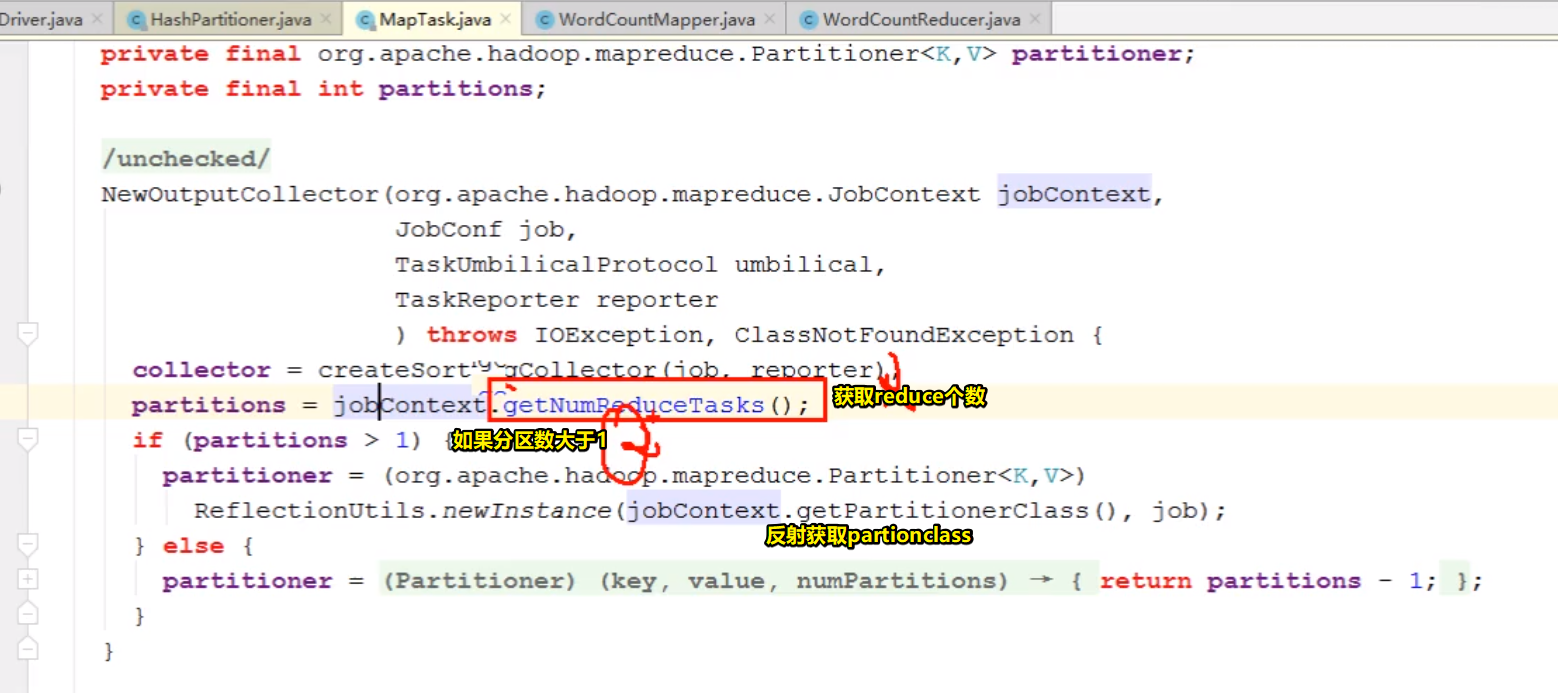 Driver.java × HashPartitioner.java × MapTask.java × WordCountMapper.java × WordCountReducer.java ×
private final org.apache.hadoop.mapreduce.Partitioner<K,V> partitioner;
private final int partitions;
/unchecked/
NewOutputCollector(org.apache.hadoop.mapreduce.JobContext jobContext,
JobConf job,
TaskUmbilicalProtocol umbilical,
TaskReporter reporter
) throws IOException, ClassNotFoundException {
collector = (job, reporter);
partitions = jobContext.getNumReduceTasks(); 获取reduce个数
if (partitions > 1) { 如果分区数大于1
partitioner = (org.apache.hadoop.mapreduce.Partitioner<K,V>)
ReflectionUtils.newInstance(jobContext.getPartitionerClass(), job);
反射获取partionclass
} else {
partitioner = (Partitioner) (key, value, numPartitions) → { return partitions - 1; };
}
}